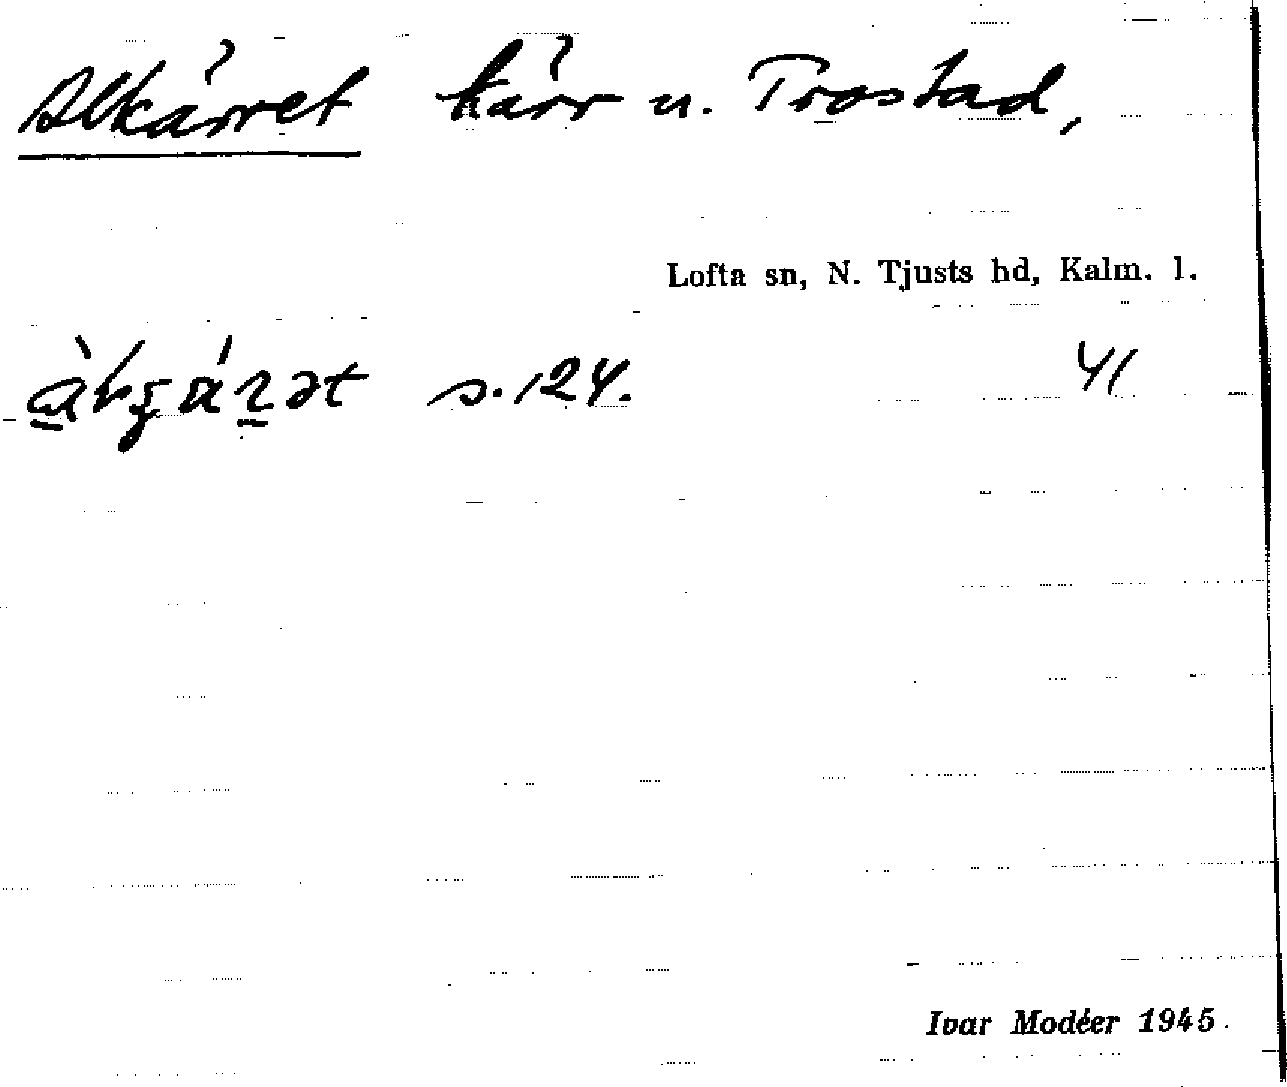 Alkärret kärr n. Trostad,
Lofta sn, N. Tjusts hd, Kalm. l.
s. 124. 41
Ivar Modéer 1945.